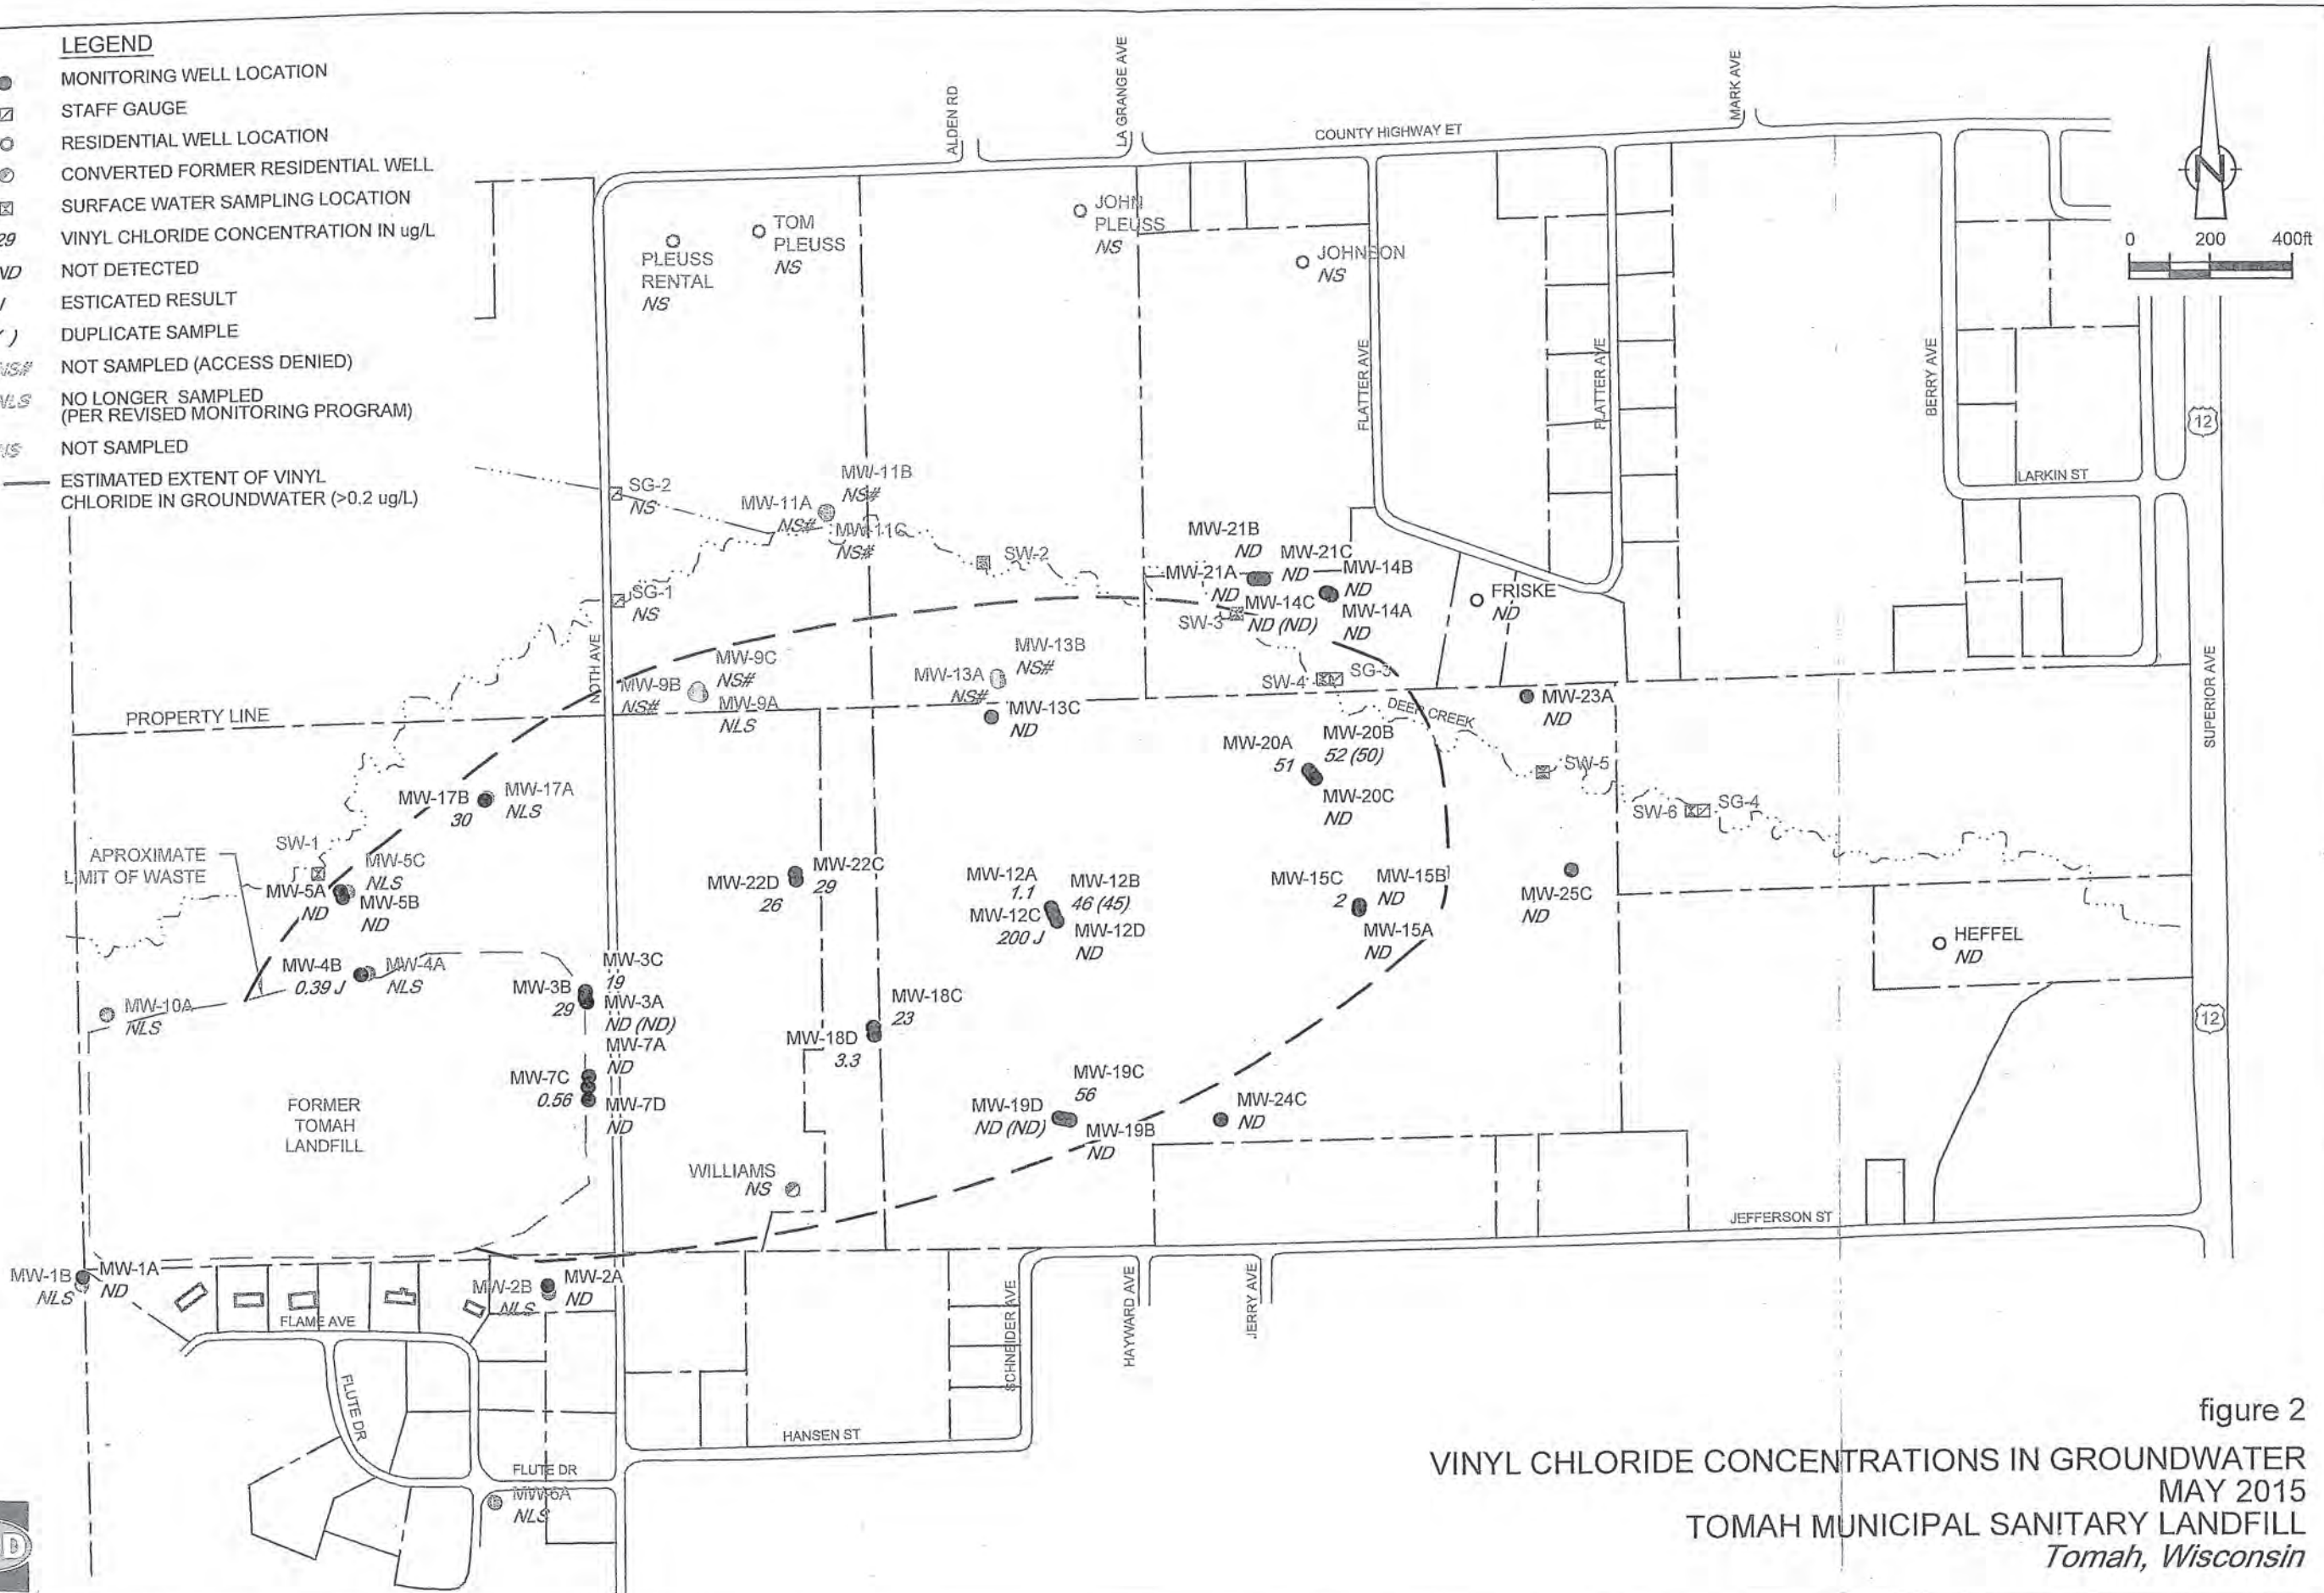 LEGEND
MONITORING WELL LOCATION
STAFF GAUGE
RESIDENTIAL WELL LOCATION
CONVERTED FORMER RESIDENTIAL WELL
SURFACE WATER SAMPLING LOCATION
29 VINYL CHLORIDE CONCENTRATION IN ug/L
ND NOT DETECTED
ESTICATED RESULT
( ) DUPLICATE SAMPLE
NS# NOT SAMPLED (ACCESS DENIED)
NLS NO LONGER SAMPLED
(PER REVISED MONITORING PROGRAM)
NS NOT SAMPLED
ESTIMATED EXTENT OF VINYL
CHLORIDE IN GROUNDWATER (>0.2 ug/L)
ALDEN RD
LA GRANGE AVE
COUNTY HIGHWAY ET
MARK AVE
N
0 200 400ft
PLEUSS
RENTAL
NS
TOM
PLEUSS
NS
JOHN
PLEUSS
NS
JOHNSON
NS
FLATTER AVE
FLATTER AVE
BERRY AVE
12
LARKIN ST
SUPERIOR AVE
SG-2
NS
MW-11A
NS#
MW-11B
NS#
MW-11C
NS#
SW-2
SG-1
NS
NOTH AVE
MW-21B
ND
MW-21C
ND
MW-21A
ND
MW-14B
ND
MW-14C
ND (ND)
MW-14A
ND
SW-3
FRISKE
ND
MW-9C
NS#
MW-9B
NS#
MW-9A
NLS
MW-13B
NS#
MW-13A
NS#
MW-13C
ND
SW-4
SG-3
DEER CREEK
MW-23A
ND
PROPERTY LINE
MW-20A
51
MW-20B
52 (50)
MW-20C
ND
SW-5
SW-6
SG-4
MW-17B
30
MW-17A
NLS
SW-1
APROXIMATE
LIMIT OF WASTE
MW-5C
NLS
MW-5A
ND
MW-5B
ND
MW-22C
29
MW-22D
26
MW-12A
1.1
MW-12B
46 (45)
MW-12C
200 J
MW-12D
ND
MW-15C
2
MW-15B
ND
MW-15A
ND
MW-25C
ND
HEFFEL
ND
MW-4B
0.39 J
MW-4A
NLS
MW-10A
NLS
MW-3C
19
MW-3B
29
MW-3A
ND (ND)
MW-7A
ND
MW-7C
0.56
MW-7D
ND
MW-18C
23
MW-18D
3.3
12
FORMER
TOMAH
LANDFILL
MW-19C
56
MW-19D
ND (ND)
MW-19B
ND
MW-24C
ND
WILLIAMS
NS
JEFFERSON ST
MW-1B
NLS
MW-1A
ND
MW-2B
NLS
MW-2A
ND
FLAME AVE
SCHNEIDER AVE
HAYWARD AVE
JERRY AVE
FLUTE DR
HANSEN ST
FLUTE DR
MW-6A
NLS
figure 2
VINYL CHLORIDE CONCENTRATIONS IN GROUNDWATER
MAY 2015
TOMAH MUNICIPAL SANITARY LANDFILL
Tomah, Wisconsin